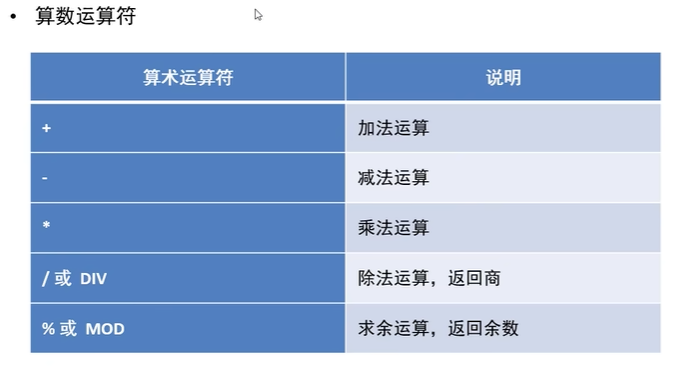 • 算数运算符
算术运算符 说明
+ 加法运算
- 减法运算
* 乘法运算
/ 或 DIV 除法运算，返回商
% 或 MOD 求余运算，返回余数